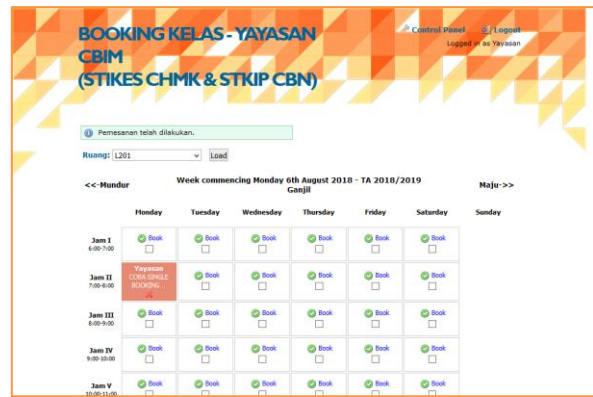 BOOKING KELAS - YAYASAN
CBIM
(STIKES CHMK & STKIP CBN)
Control Panel Logout
Logged in as Yayasan
Pemesanan telah dilakukan.
Ruang: L201 Load
<<-Mundur
Week commencing Monday 6th August 2018 - TA 2018/2019
Ganjil
Maju->>
Monday Tuesday Wednesday Thursday Friday Saturday Sunday
Jam I Book Book Book Book Book Book
6:00-7:00
Yayasan
Jam II COBA SINGLE Book Book Book Book Book
7:00-8:00 BOOKING...
Jam III Book Book Book Book Book Book
8:00-9:00
Jam IV Book Book Book Book Book Book
9:00-10:00
Jam V Book Book Book Book Book Book
10:00-11:00